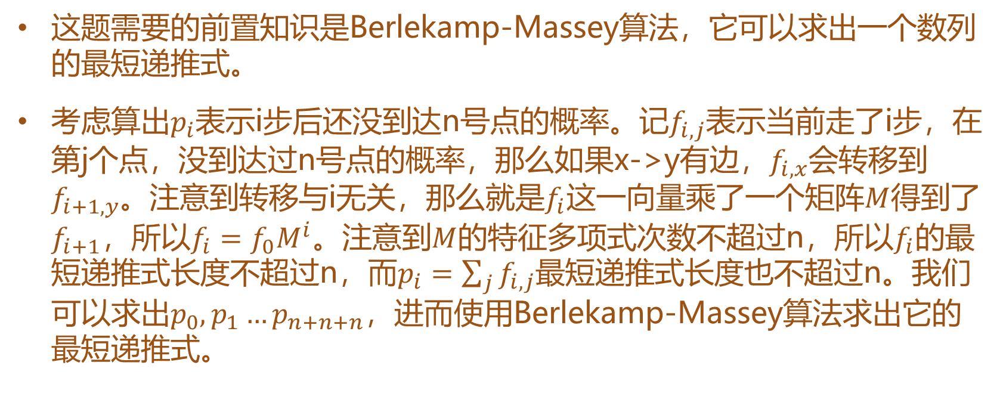 • 这题需要的前置知识是Berlekamp-Massey算法，它可以求出一个数列
的最短递推式。
• 考虑算出$p_i$表示i步后还没到达n号点的概率。记$f_{i,j}$表示当前走了i步，在
第j个点，没到达过n号点的概率，那么如果x->y有边，$f_{i,x}$会转移到
$f_{i+1,y}$。注意到转移与i无关，那么就是$f_i$这一向量乘了一个矩阵$M$得到了
$f_{i+1}$，所以$f_i = f_0 M^i$。注意到$M$的特征多项式次数不超过n，所以$f_i$的最
短递推式长度不超过n，而$p_i = \sum_j f_{i,j}$最短递推式长度也不超过n。我们
可以求出$p_0, p_1 \ldots p_{n+n+n}$，进而使用Berlekamp-Massey算法求出它的
最短递推式。